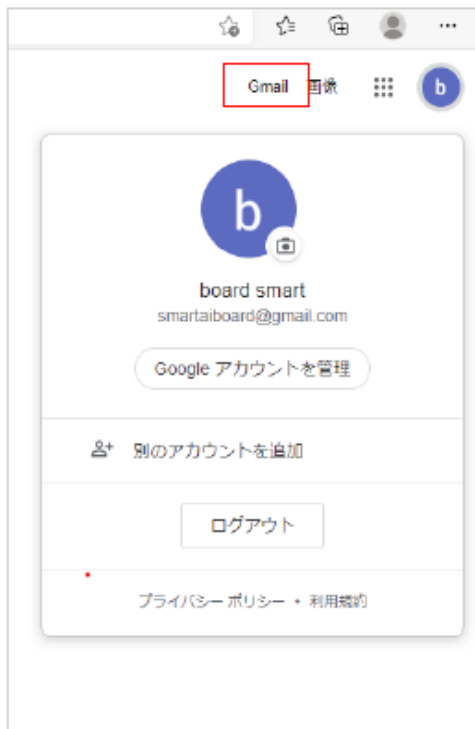 Gmail 画像
b
b
board smart
smartaiboard@gmail.com
Google アカウントを管理
別のアカウントを追加
ログアウト
プライバシー ポリシー • 利用規約